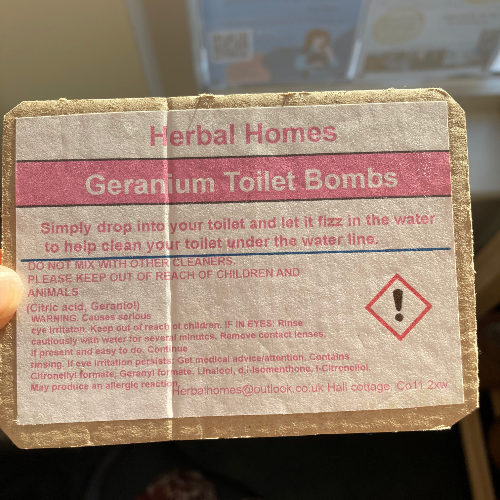 Herbal Homes
Geranium Toilet Bombs
Simply drop into your toilet and let it fizz in the water
to help clean your toilet under the water line.
DO NOT MIX WITH OTHER CLEANERS.
PLEASE KEEP OUT OF REACH OF CHILDREN AND
ANIMALS
(Citric acid, Geraniol)
WARNING. Causes serious
eye irritaton. Keep out of reach of children. IF IN EYES: Rinse
cautiously with water for several minutes. Remove contact lenses,
if present and easy to do. Continue
rinsing. If eye irritation persists: Get medical advice/attention. Contains
Citronellyl formate, Geranyl formate, Linalool, d,l-Isomenthone, l-Citronellol.
May produce an allergic reaction.
Herbalhomes@outlook.co.uk Hall cottage, Co11 2xw